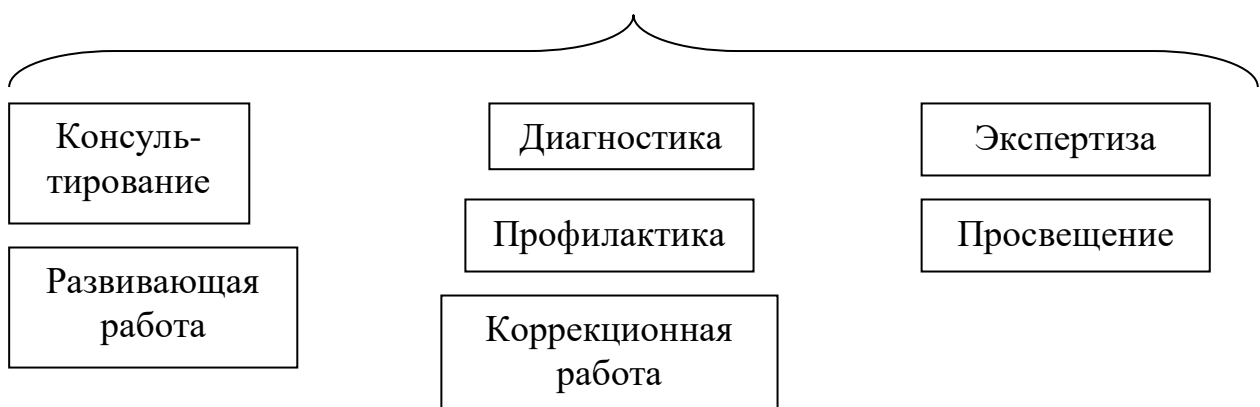 Консуль-
тирование
Развивающая
работа
Диагностика
Профилактика
Коррекционная
работа
Экспертиза
Просвещение